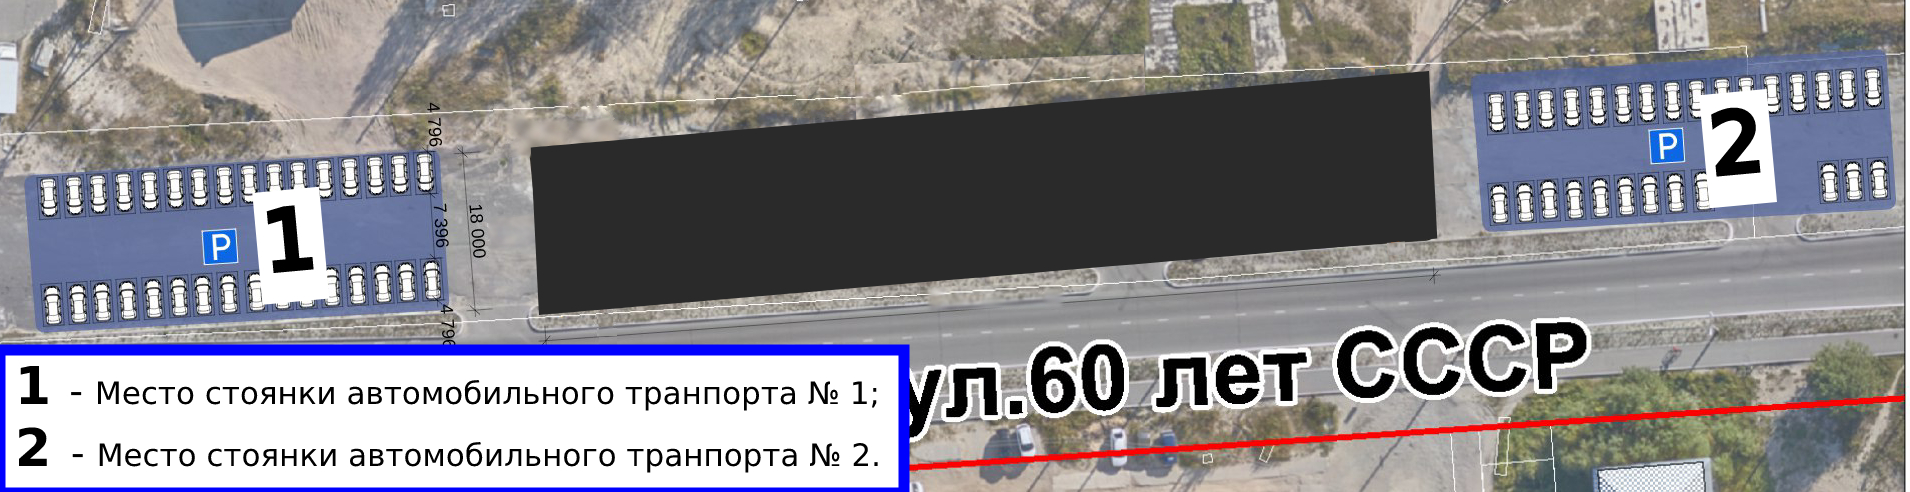 4 796
18 000
7 396
4 796
P
1
P
2
ул.60 лет СССР
1 - Место стоянки автомобильного транпорта № 1;
2 - Место стоянки автомобильного транпорта № 2.